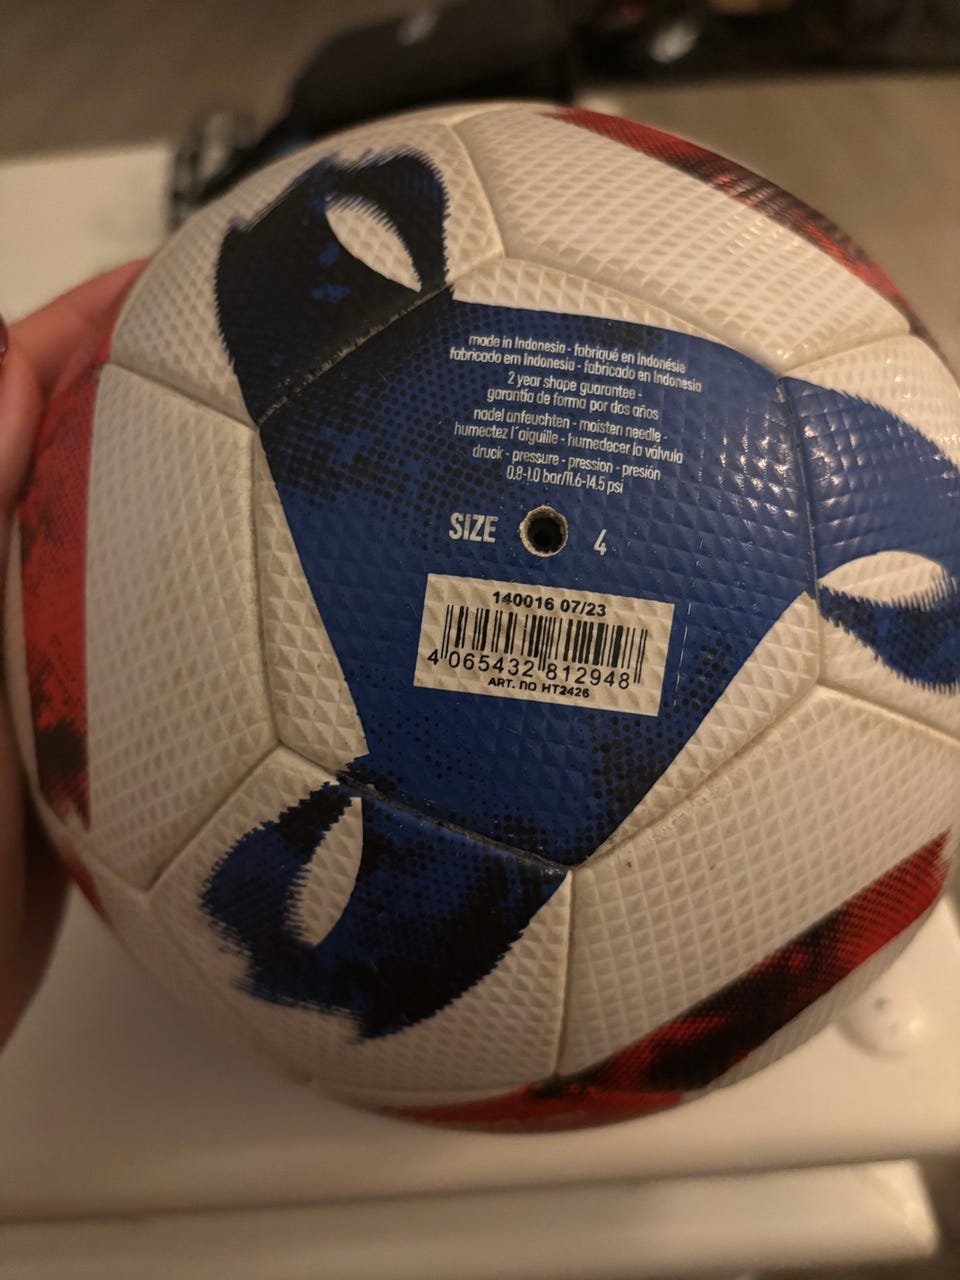 made in Indonesia - fabriqué en Indonésie
fabricado em Indonesia - fabricado en Indonesia
2 year shape guarantee -
garantía de forma por dos años
nadel anfeuchten - moisten needle -
humectez l'aiguille - humedecer la válvula
druck - pressure - pression - presión
0.8-1.0 bar/11.6-14.5 psi
SIZE 4
140016 07/23
4 065432 812948
ART. no HT2426